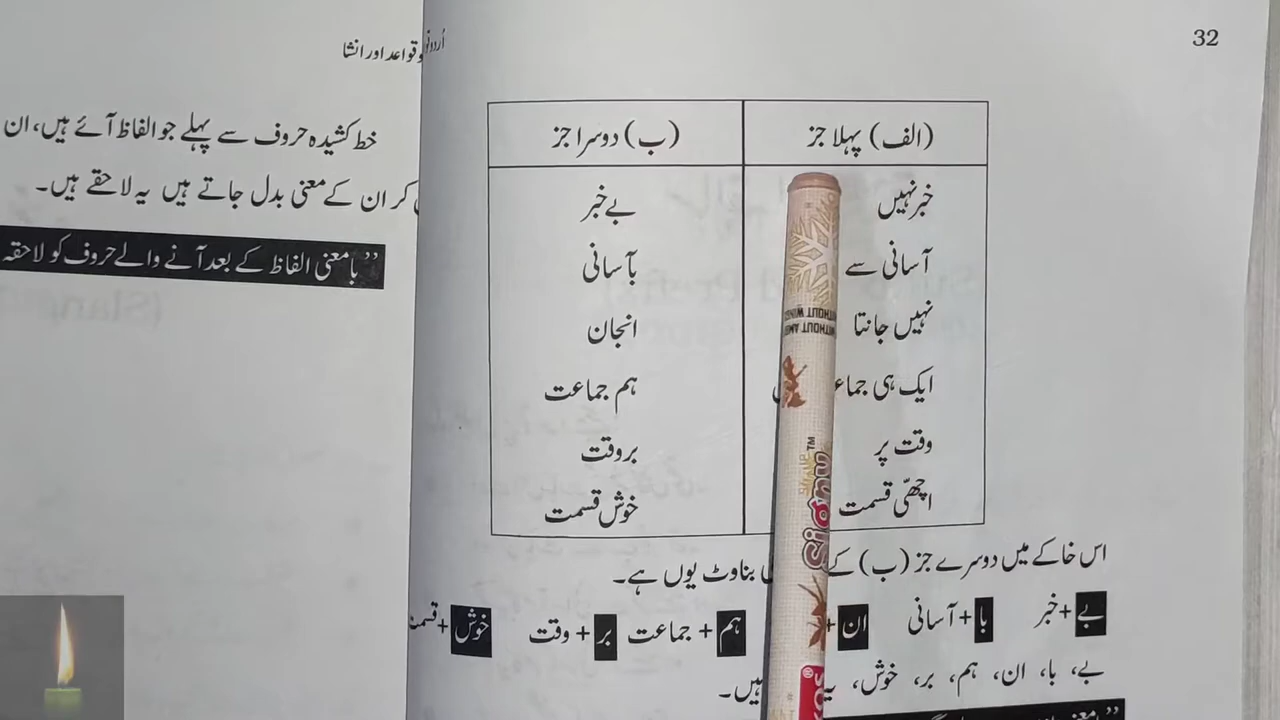 32
(الف) پہلا جز
(ب) دوسرا جز
خبر نہیں
بے خبر
آسانی سے
بآسانی
نہیں جانتا
انجان
ایک ہی
ہم جماعت
وقت پر
بروقت
اچھّی قسمت
خوش قسمت
اس خاکے میں دوسرے جز (ب) کے بناوٹ یوں ہے۔
بے + خبر با + آسانی ان + ہم + جماعت بر + وقت خوش +
بے، با، ان، ہم، بر، خوش، ہیں۔
و قواعد اور انشا
خط کشیدہ حروف سے پہلے جو الفاظ آئے ہیں، ان
کر ان کے معنی بدل جاتے ہیں یہ لاحقے ہیں۔
”بامعنی الفاظ کے بعد آنے والے حروف کو لاحقہ
WITHOUT WINGS